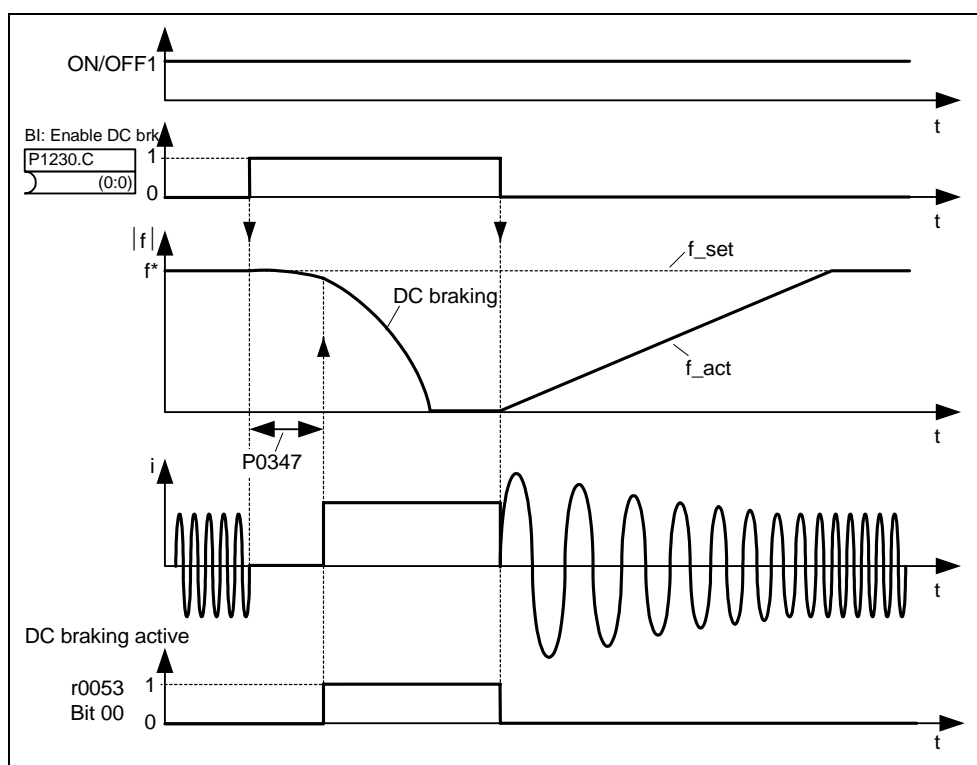 ON/OFF1
t
BI: Enable DC brk
P1230.C
(0:0)
1
0
t
|f|
f*
f_set
DC braking
f_act
t
P0347
i
t
DC braking active
r0053
Bit 00
1
0
t